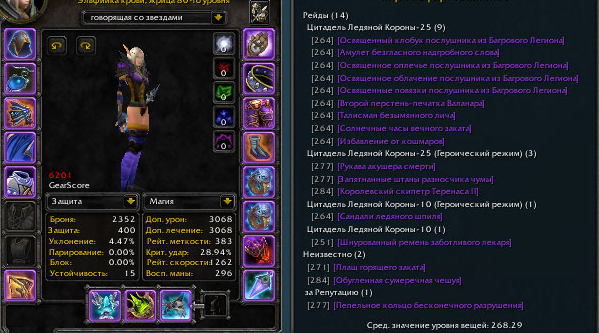 Эльфийка крови, жрица 80-го уровня
говорящая со звездами
0
0
0
0
0
6201
GearScore
Защита
Магия
Броня: 2352
Защита: 400
Уклонение: 4.47%
Парирование: 0.00%
Блок: 0.00%
Устойчивость: 15
Доп. урон: 3068
Доп. лечение: 3068
Рейт. меткости: 383
Крит. удар: 28.94%
Рейт. скорости: 1262
Восп. маны: 296
Рейды (14)
Цитадель Ледяной Короны-25 (9)
[264] [Освященный клобук послушника из Багрового Легиона]
[264] [Амулет безгласного надгробного слова]
[264] [Освященное оплечье послушника из Багрового Легиона]
[264] [Освященное облачение послушника из Багрового Легиона]
[264] [Освященные повязки послушника из Багрового Легиона]
[264] [Второй перстень-печатка Валанара]
[264] [Талисман безымянного лича]
[264] [Солнечные часы вечного заката]
[264] [Избавление от кошмаров]
Цитадель Ледяной Короны-25 (Героический режим) (3)
[277] [Рукава акушера смерти]
[277] [Запятнанные штаны разносчика чумы]
[284] [Королевский скипетр Теренаса II]
Цитадель Ледяной Короны-10 (Героический режим) (1)
[264] [Сандали ледяного шпиля]
Цитадель Ледяной Короны-10 (1)
[251] [Шнурованный ремень заботливого лекаря]
Неизвестно (2)
[271] [Плащ горящего заката]
[284] [Обугленная сумеречная чешуя]
за Репутацию (1)
[277] [Пепельное кольцо бесконечного разрушения]
Сред. значение уровня вещей: 268.29